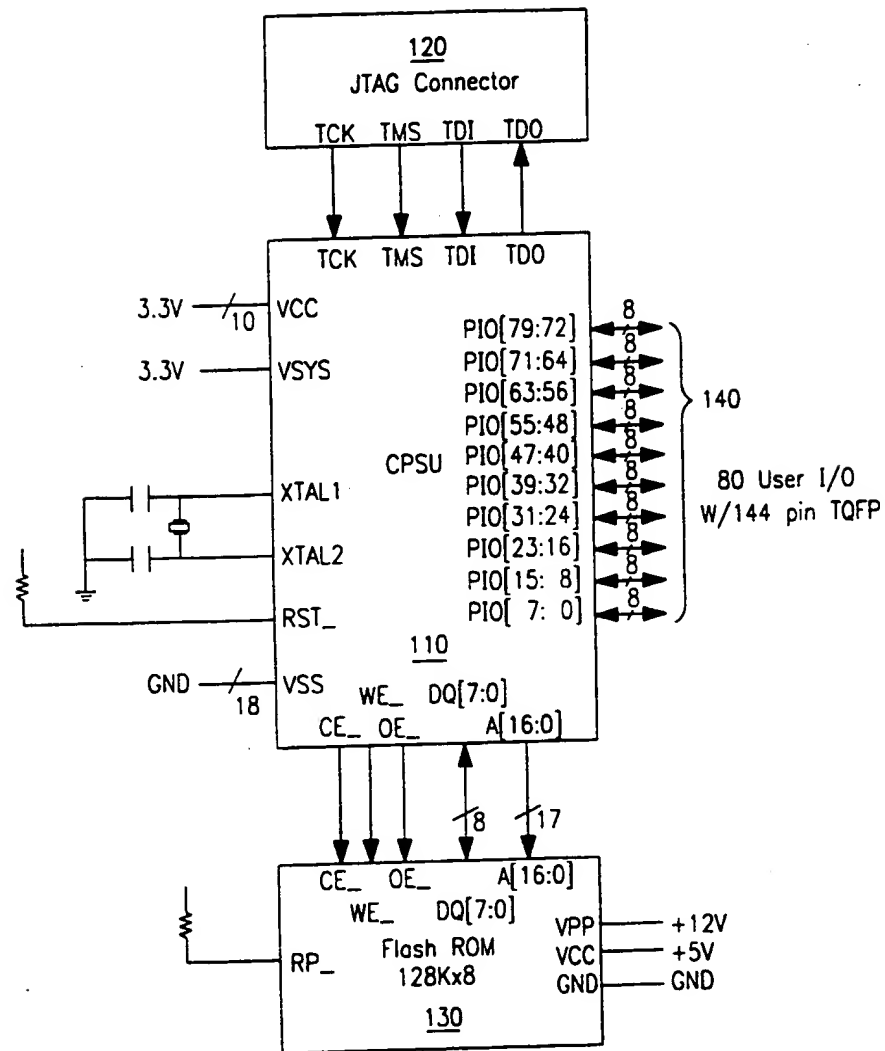 120
JTAG Connector
TCK TMS TDI TDO
TCK TMS TDI TDO
3.3V 10 VCC
3.3V VSYS
XTAL1
XTAL2
RST_
GND 18 VSS
CPSU
110
PIO[79:72] 8
PIO[71:64] 8
PIO[63:56] 8
PIO[55:48] 8
PIO[47:40] 8
PIO[39:32] 8
PIO[31:24] 8
PIO[23:16] 8
PIO[15: 8] 8
PIO[ 7: 0] 8
140
80 User I/O
W/144 pin TQFP
WE_ DQ[7:0]
CE_ OE_ A[16:0]
8 17
CE_ OE_ A[16:0]
WE_ DQ[7:0]
RP_
Flash ROM
128Kx8
130
VPP +12V
VCC +5V
GND GND